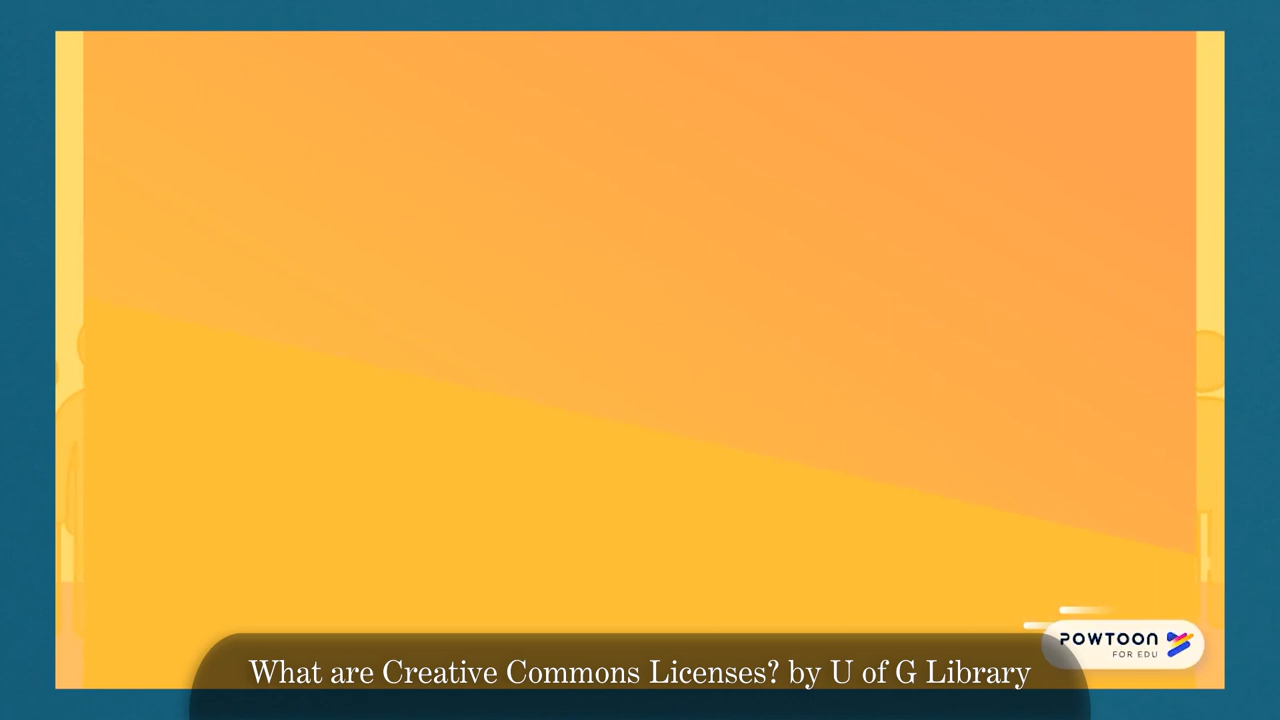 POWTOON
FOR EDU
What are Creative Commons Licenses? by U of G Library